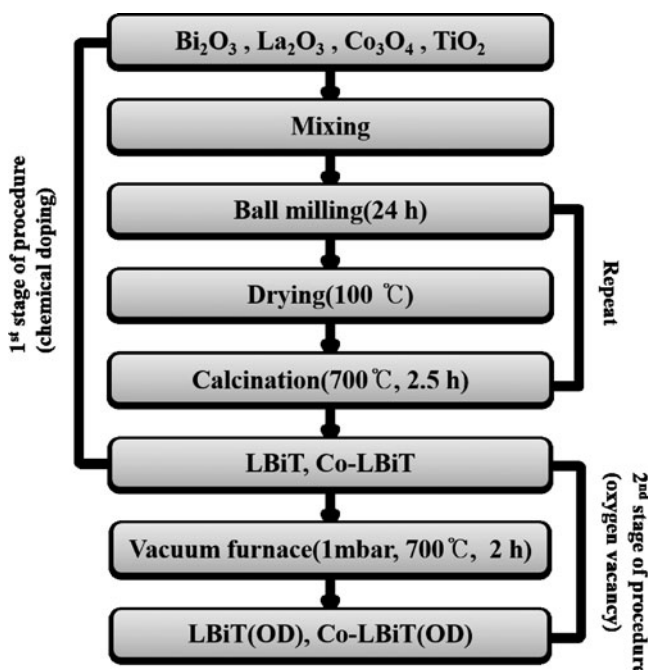 Bi₂O₃ , La₂O₃ , Co₃O₄ , TiO₂
Mixing
Ball milling(24 h)
Drying(100 ℃)
Calcination(700℃, 2.5 h)
LBiT, Co-LBiT
Vacuum furnace(1mbar, 700℃, 2 h)
LBiT(OD), Co-LBiT(OD)
1st stage of procedure
(chemical doping)
Repeat
2nd stage of procedure
(oxygen vacancy)